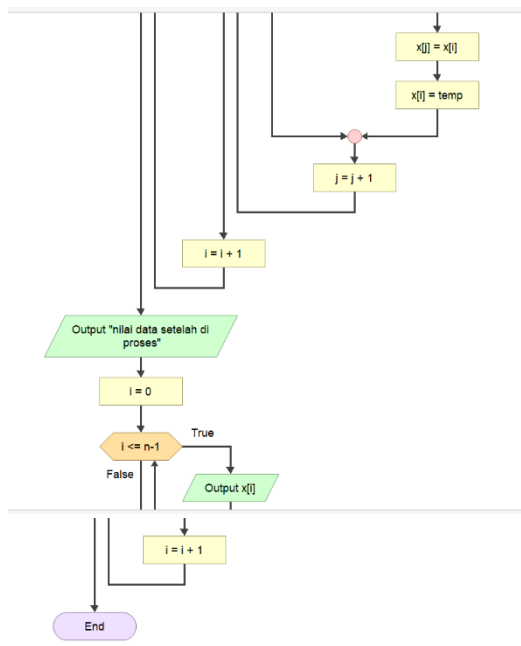 x[j] = x[i]
x[i] = temp
j = j + 1
i = i + 1
Output "nilai data setelah di
proses"
i = 0
i <= n-1
True
False
Output x[i]
i = i + 1
End